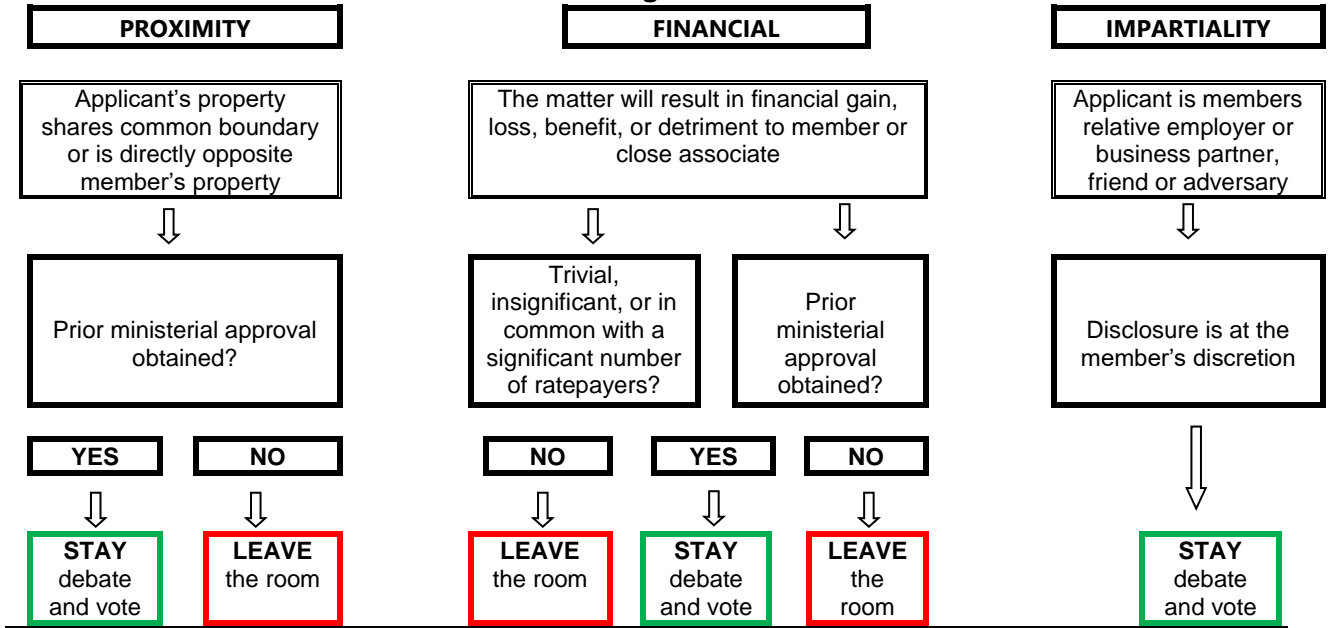 PROXIMITY
FINANCIAL
IMPARTIALITY
Applicant’s property
shares common boundary
or is directly opposite
member’s property
The matter will result in financial gain,
loss, benefit, or detriment to member or
close associate
Applicant is members
relative employer or
business partner,
friend or adversary
Prior ministerial approval
obtained?
Trivial,
insignificant, or in
common with a
significant number
of ratepayers?
Prior
ministerial
approval
obtained?
Disclosure is at the
member’s discretion
YES
NO
NO
YES
NO
STAY
debate
and vote
LEAVE
the room
LEAVE
the room
STAY
debate
and vote
LEAVE
the
room
STAY
debate
and vote